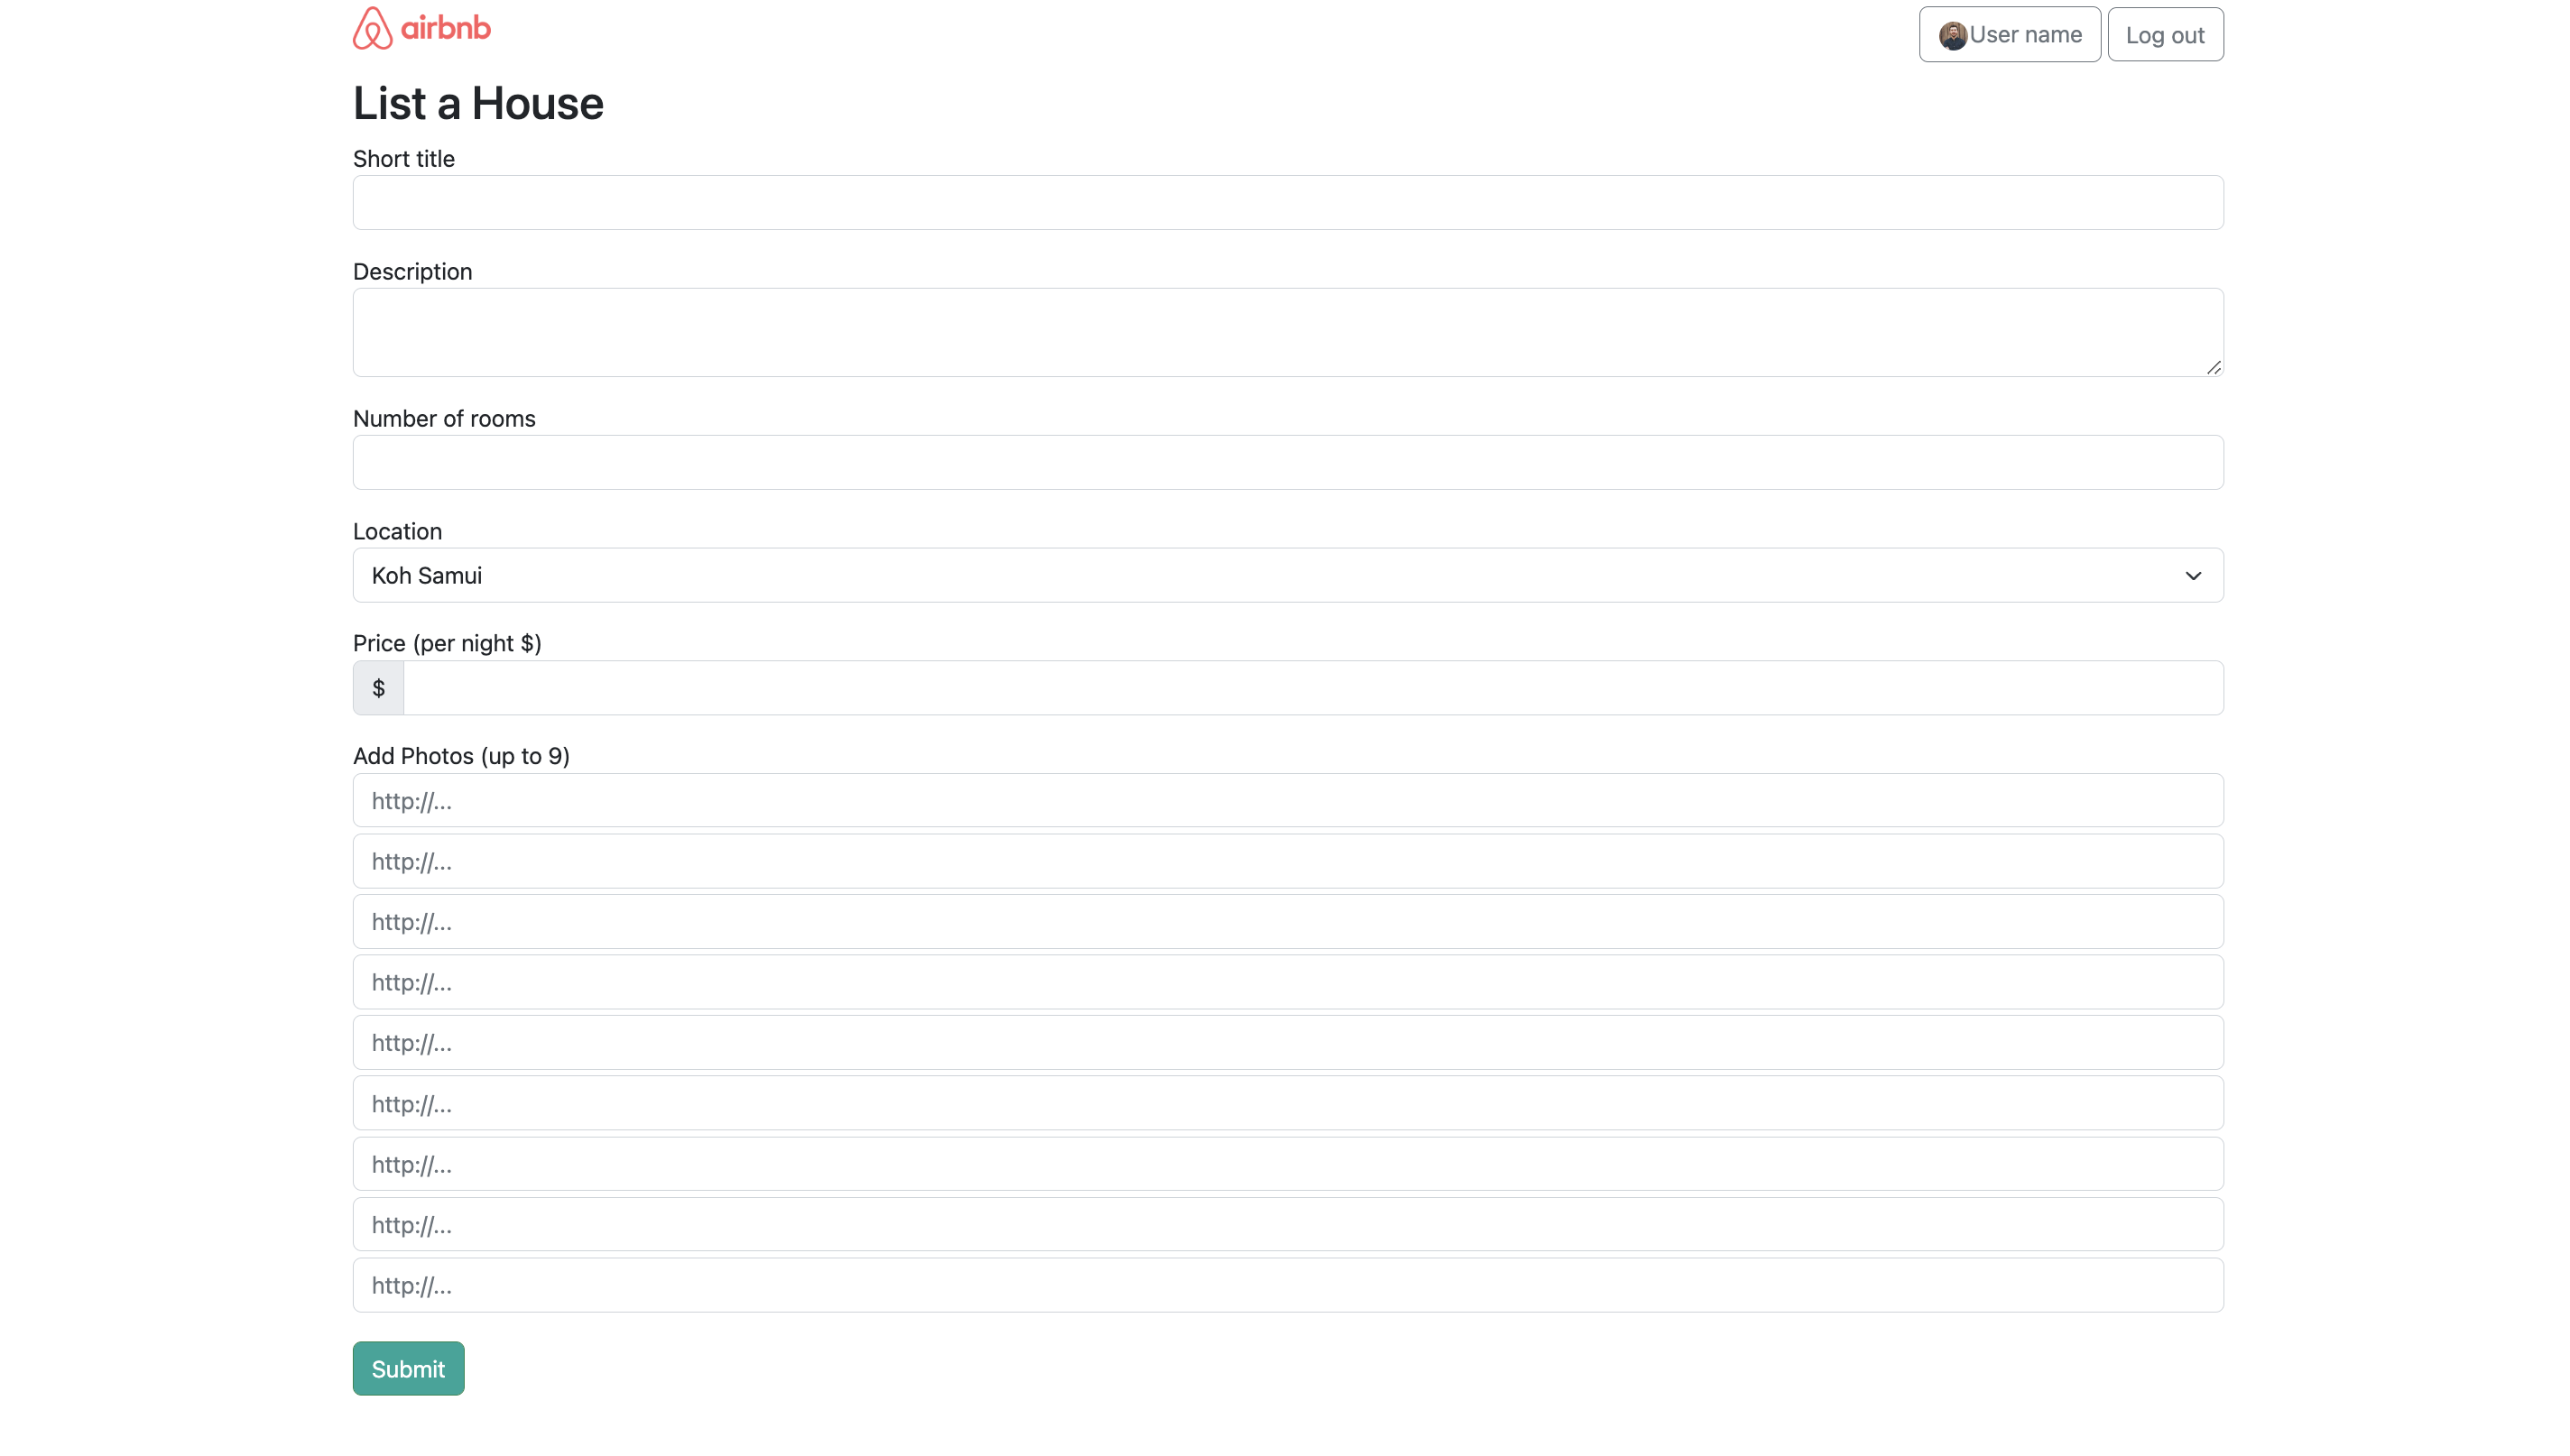 airbnb
User name
Log out
List a House
Short title
Description
Number of rooms
Location
Koh Samui
Price (per night $)
$
Add Photos (up to 9)
http://...
http://...
http://...
http://...
http://...
http://...
http://...
http://...
http://...
Submit